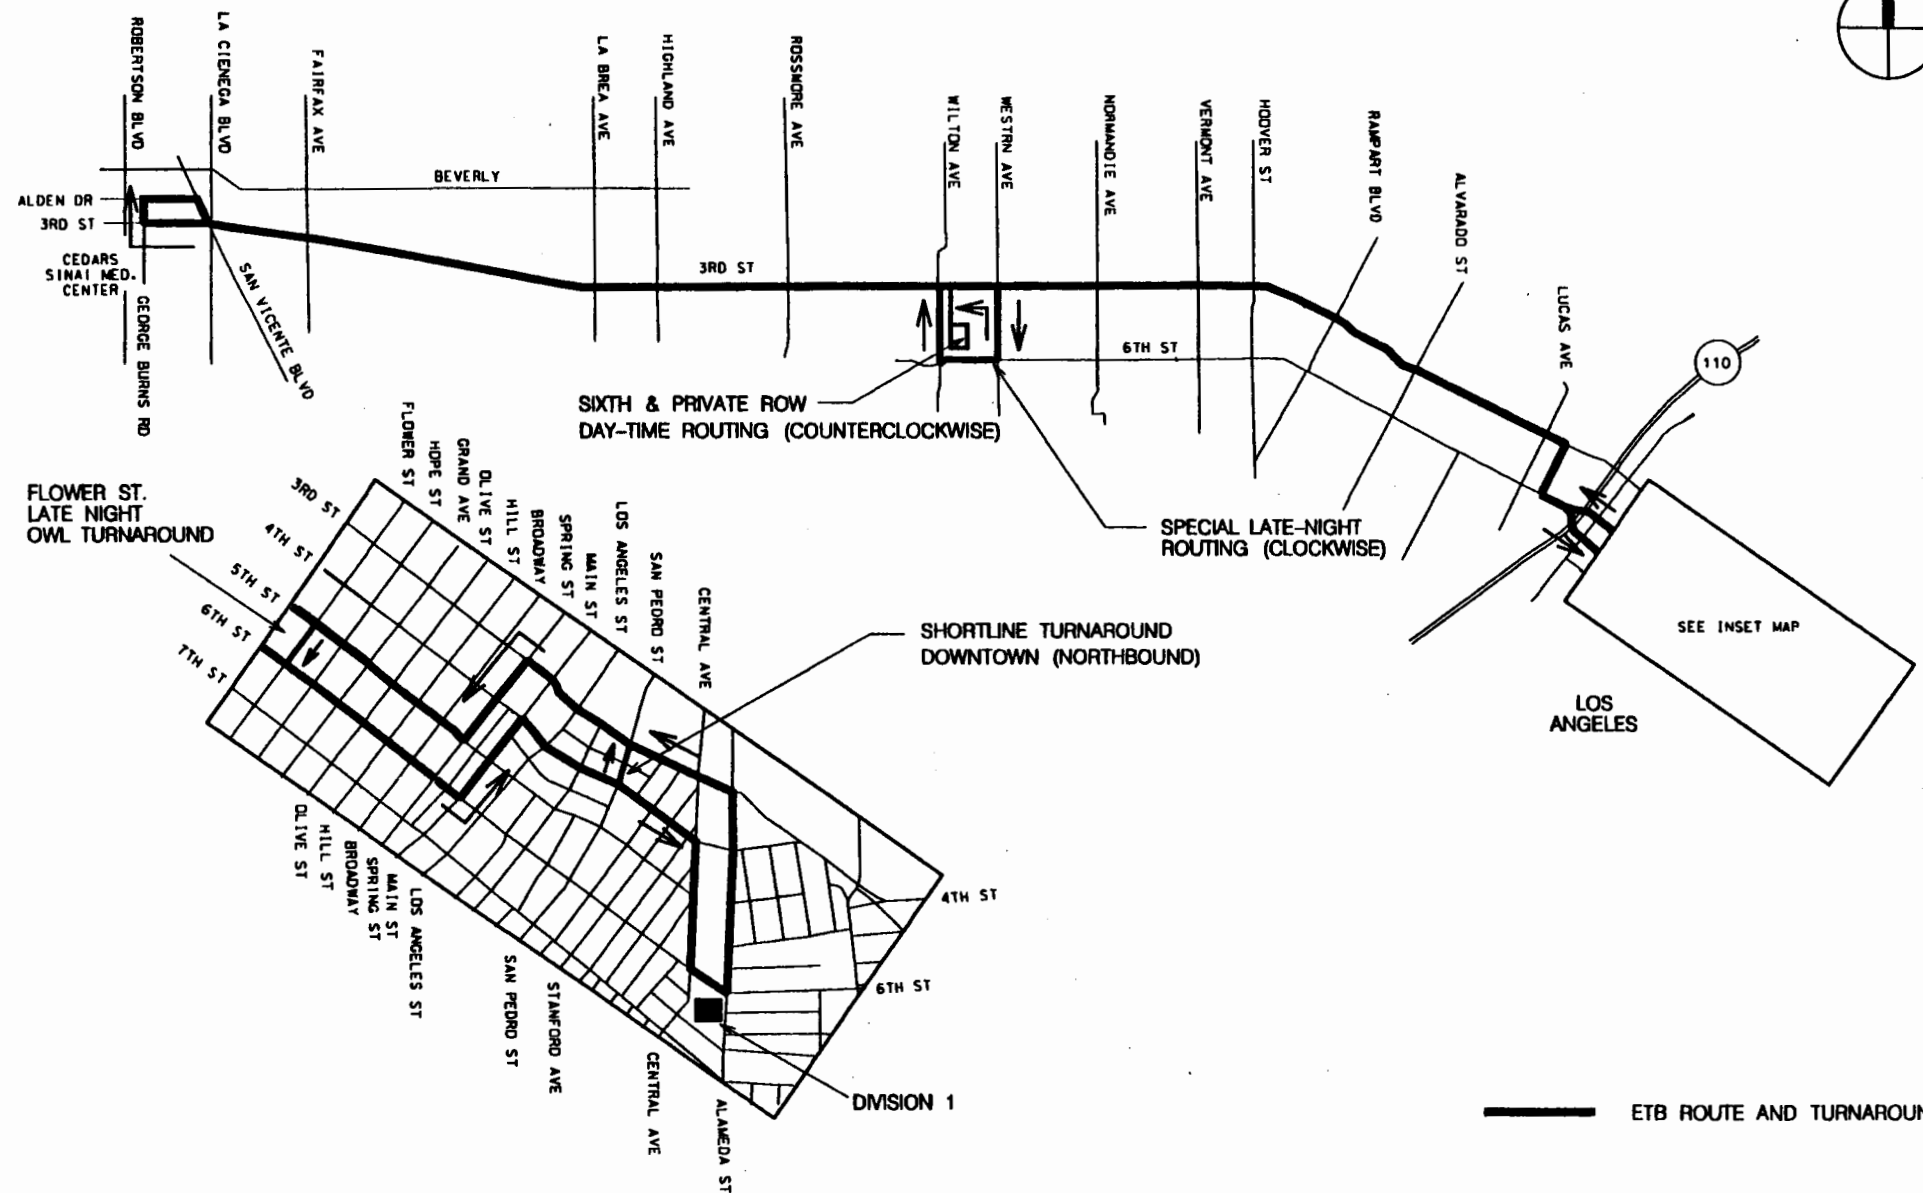 ROBERTSON BLVD
LA CIENEGA BLVD
FAIRFAX AVE
LA BREA AVE
HIGHLAND AVE
ROSSMORE AVE
WILTON AVE
WESTRN AVE
NORMANDIE AVE
VERMONT AVE
HOOVER ST
RAMPART BLVD
ALVARADO ST
LUCAS AVE
BEVERLY
ALDEN DR
3RD ST
CEDARS
SINAI MED.
CENTER
GEORGE BURNS RD
SAN VICENTE BLVD
3RD ST
6TH ST
110
SIXTH & PRIVATE ROW
DAY-TIME ROUTING (COUNTERCLOCKWISE)
SPECIAL LATE-NIGHT
ROUTING (CLOCKWISE)
SEE INSET MAP
LOS
ANGELES
FLOWER ST.
LATE NIGHT
OWL TURNAROUND
3RD ST
4TH ST
5TH ST
6TH ST
7TH ST
FLOWER ST
HOPE ST
GRAND AVE
OLIVE ST
HILL ST
BROADWAY
SPRING ST
MAIN ST
LOS ANGELES ST
SAN PEDRO ST
CENTRAL AVE
SHORTLINE TURNAROUND
DOWNTOWN (NORTHBOUND)
OLIVE ST
HILL ST
BROADWAY
SPRING ST
MAIN ST
LOS ANGELES ST
SAN PEDRO ST
STANFORD AVE
CENTRAL AVE
ALAMEDA ST
4TH ST
6TH ST
DIVISION 1
ETB ROUTE AND TURNAROUN